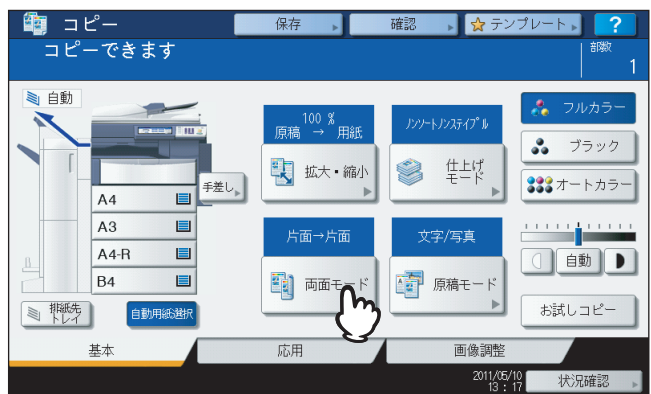 コピー
保存
確認
テンプレート
?
コピーできます
部数
1
自動
100 %
原稿 → 用紙
ノンソート/ノンステイプル
フルカラー
拡大・縮小
仕上げ
モード
ブラック
手差し
オートカラー
A4
A3
A4-R
B4
片面→片面
文字/写真
自動
両面モード
原稿モード
排紙先
トレイ
自動用紙選択
お試しコピー
基本
応用
画像調整
2011/05/10
13 : 17
状況確認